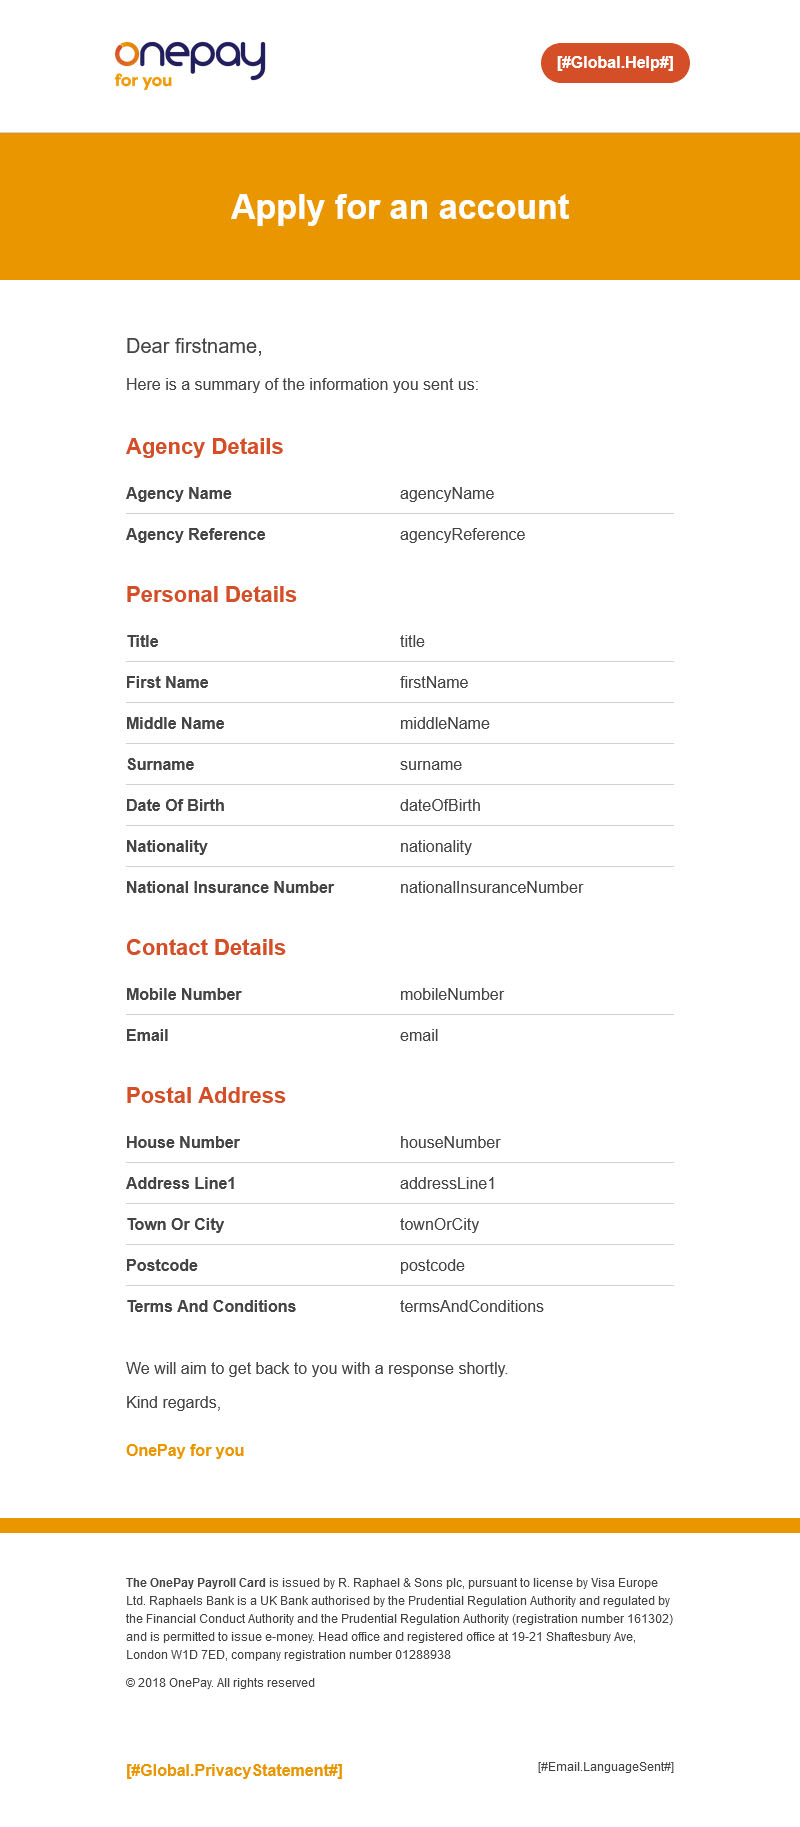 onepay
for you
[#Global.Help#]
Apply for an account
Dear firstname,
Here is a summary of the information you sent us:
Agency Details
Agency Name agencyName
Agency Reference agencyReference
Personal Details
Title title
First Name firstName
Middle Name middleName
Surname surname
Date Of Birth dateOfBirth
Nationality nationality
National Insurance Number nationalInsuranceNumber
Contact Details
Mobile Number mobileNumber
Email email
Postal Address
House Number houseNumber
Address Line1 addressLine1
Town Or City townOrCity
Postcode postcode
Terms And Conditions termsAndConditions
We will aim to get back to you with a response shortly.
Kind regards,
OnePay for you
The OnePay Payroll Card is issued by R. Raphael & Sons plc, pursuant to license by Visa Europe
Ltd. Raphaels Bank is a UK Bank authorised by the Prudential Regulation Authority and regulated by
the Financial Conduct Authority and the Prudential Regulation Authority (registration number 161302)
and is permitted to issue e-money. Head office and registered office at 19-21 Shaftesbury Ave,
London W1D 7ED, company registration number 01288938
© 2018 OnePay. All rights reserved
[#Global.PrivacyStatement#] [#Email.LanguageSent#]